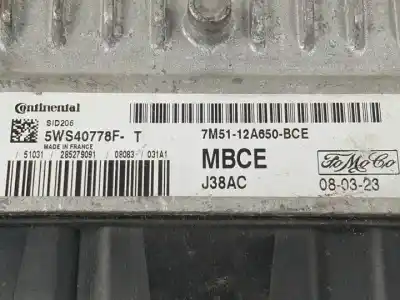 Continental
SID206
5WS40778F- T
MADE IN FRANCE
/ 51031 / 285279091 / 08083/ /031A1 /
7M51-12A650-BCE
MBCE
J38AC
FoMoCo
08-03-23